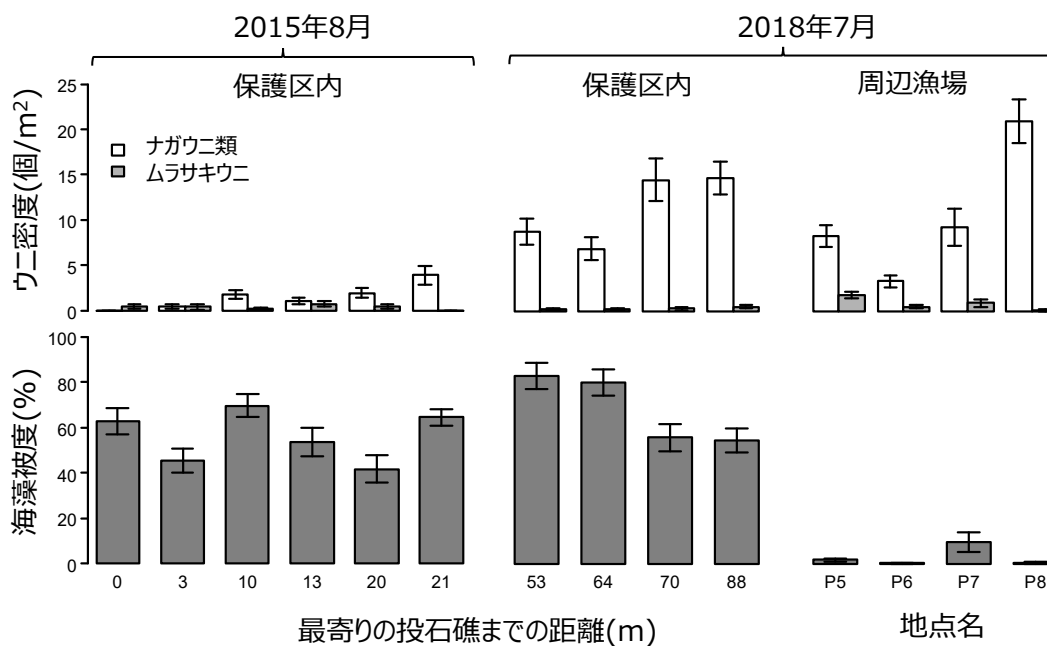 2015年8月
2018年7月
保護区内
保護区内
周辺漁場
ウニ密度(個/m²)
25
20
15
10
5
0
ナガウニ類
ムラサキウニ
海藻被度(%)
100
80
60
40
20
0
0 3 10 13 20 21 53 64 70 88 P5 P6 P7 P8
最寄りの投石礁までの距離(m)
地点名